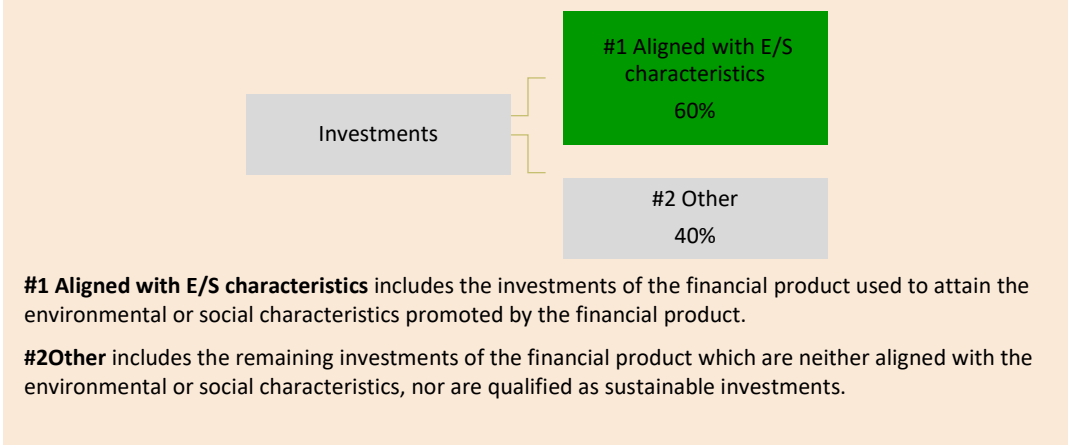 #1 Aligned with E/S
characteristics
60%
Investments
#2 Other
40%
#1 Aligned with E/S characteristics includes the investments of the financial product used to attain the
environmental or social characteristics promoted by the financial product.
#2Other includes the remaining investments of the financial product which are neither aligned with the
environmental or social characteristics, nor are qualified as sustainable investments.